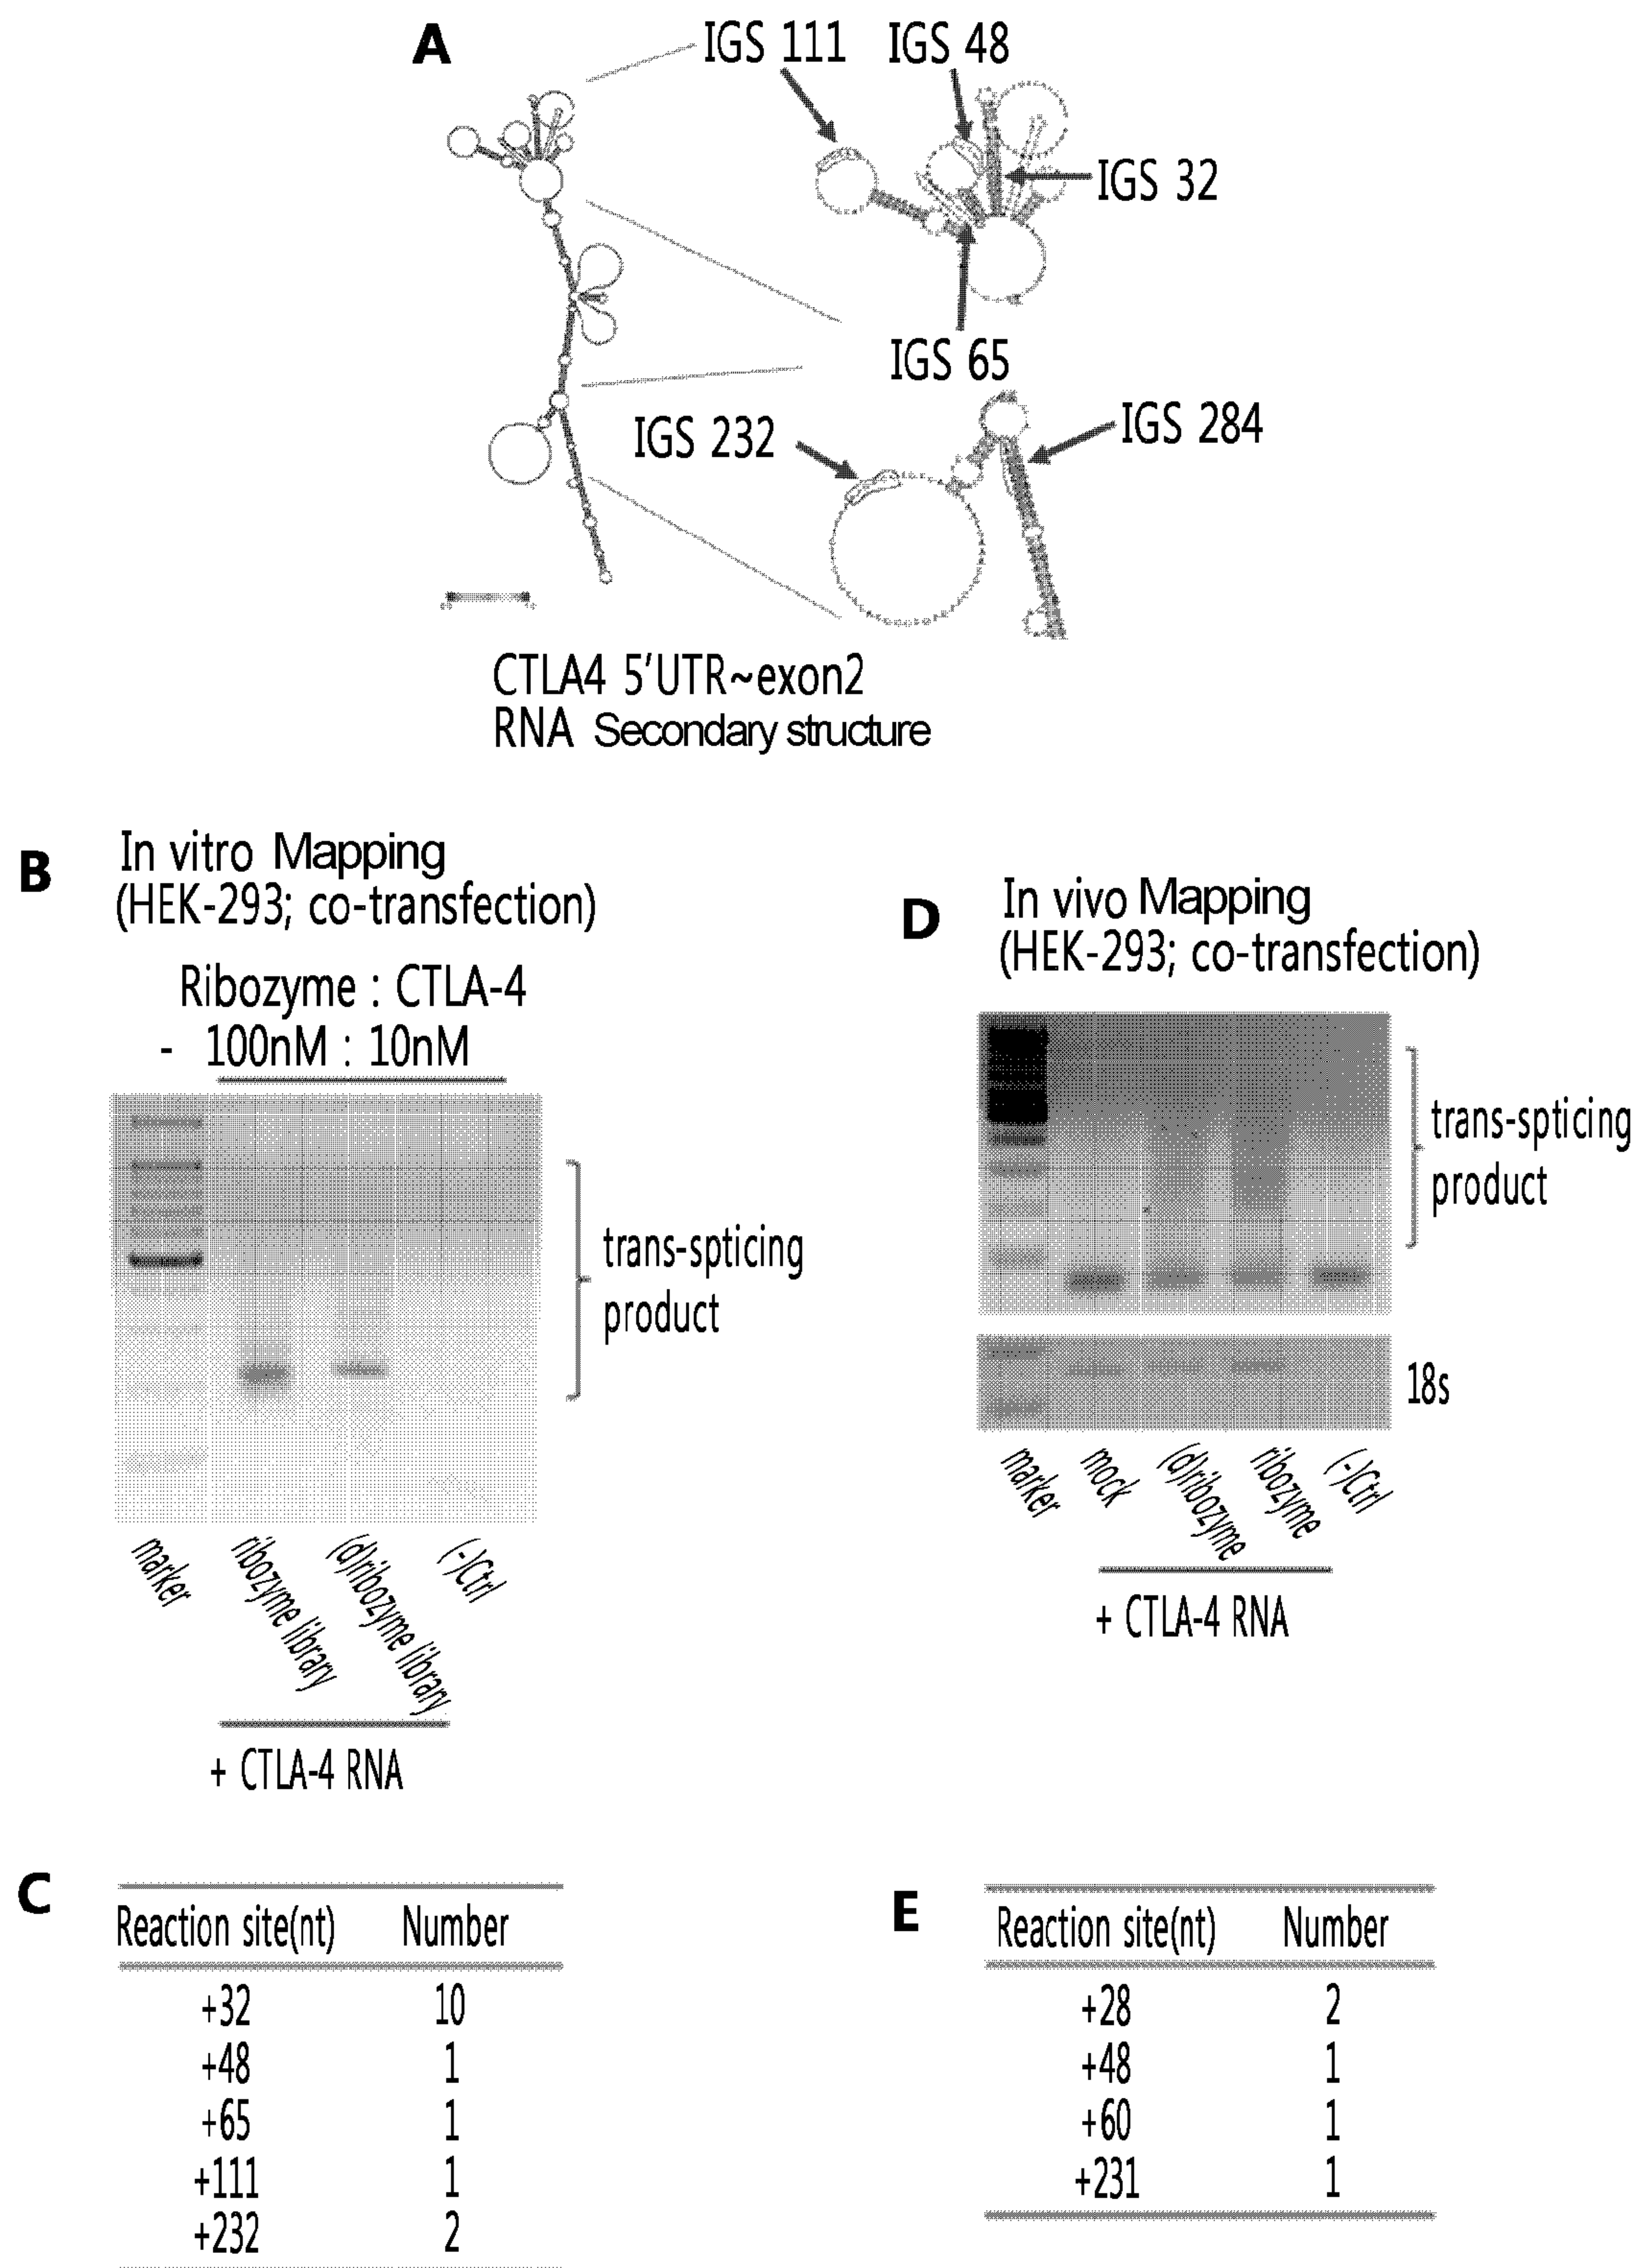 A
IGS 111
IGS 48
IGS 32
IGS 65
IGS 232
IGS 284
CTLA4 5'UTR~exon2
RNA Secondary structure
B
In vitro Mapping
(HEK-293; co-transfection)
Ribozyme : CTLA-4
- 100nM : 10nM
trans-spticing
product
marker
ribozyme library
(d)ribozyme library
(-)Ctrl
+ CTLA-4 RNA
D
In vivo Mapping
(HEK-293; co-transfection)
trans-spticing
product
18s
marker
mock
(d)ribozyme
ribozyme
(-)Ctrl
+ CTLA-4 RNA
C
Reaction site(nt) Number
+32 10
+48 1
+65 1
+111 1
+232 2
E
Reaction site(nt) Number
+28 2
+48 1
+60 1
+231 1